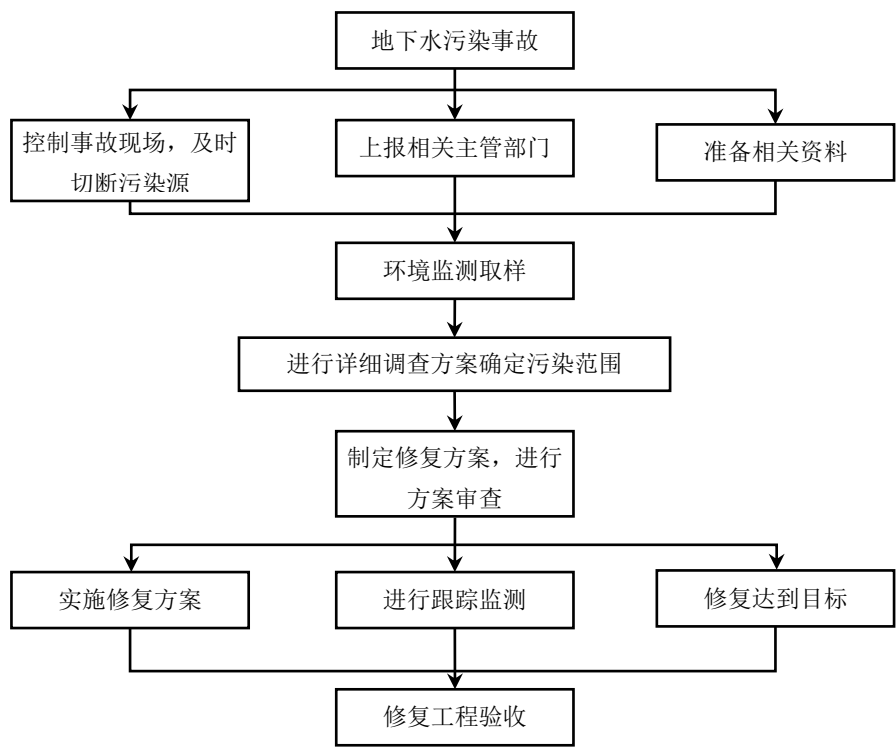 地下水污染事故
控制事故现场，及时
切断污染源
上报相关主管部门
准备相关资料
环境监测取样
进行详细调查方案确定污染范围
制定修复方案，进行
方案审查
实施修复方案
进行跟踪监测
修复达到目标
修复工程验收